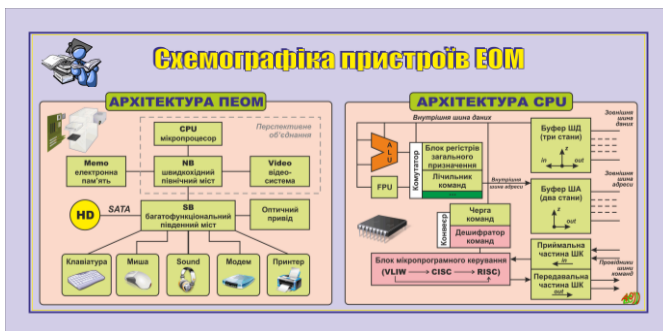 Схемографіка пристроїв ЕОМ
АРХІТЕКТУРА ПЕОМ
CPU
мікропроцесор
Перспективне
об'єднання
Memo
електронна
пам'ять
NB
швидкохідний
північний міст
Video
відео-
система
HD
SATA
SB
багатофункціональний
південний міст
Оптичний
привід
Клавіатура
Миша
Sound
Модем
Принтер
АРХІТЕКТУРА CPU
Внутрішня шина даних
Зовнішня
шина
даних
ALU
FPU
Комутатор
Блок регістрів
загального
призначення
Лічильник
команд
...
Внутрішня
шина адреси
Буфер ШД
(три стани)
z
in
out
Буфер ША
(два стани)
z
out
Зовнішня
шина
адреси
Конвеєр
Черга
команд
Дешифратор
команд
Блок мікропрограмного керування
(VLIW
CISC
RISC)
Приймальна
частина ШК
in
Передавальна
частина ШК
out
Провідники
шини
команд